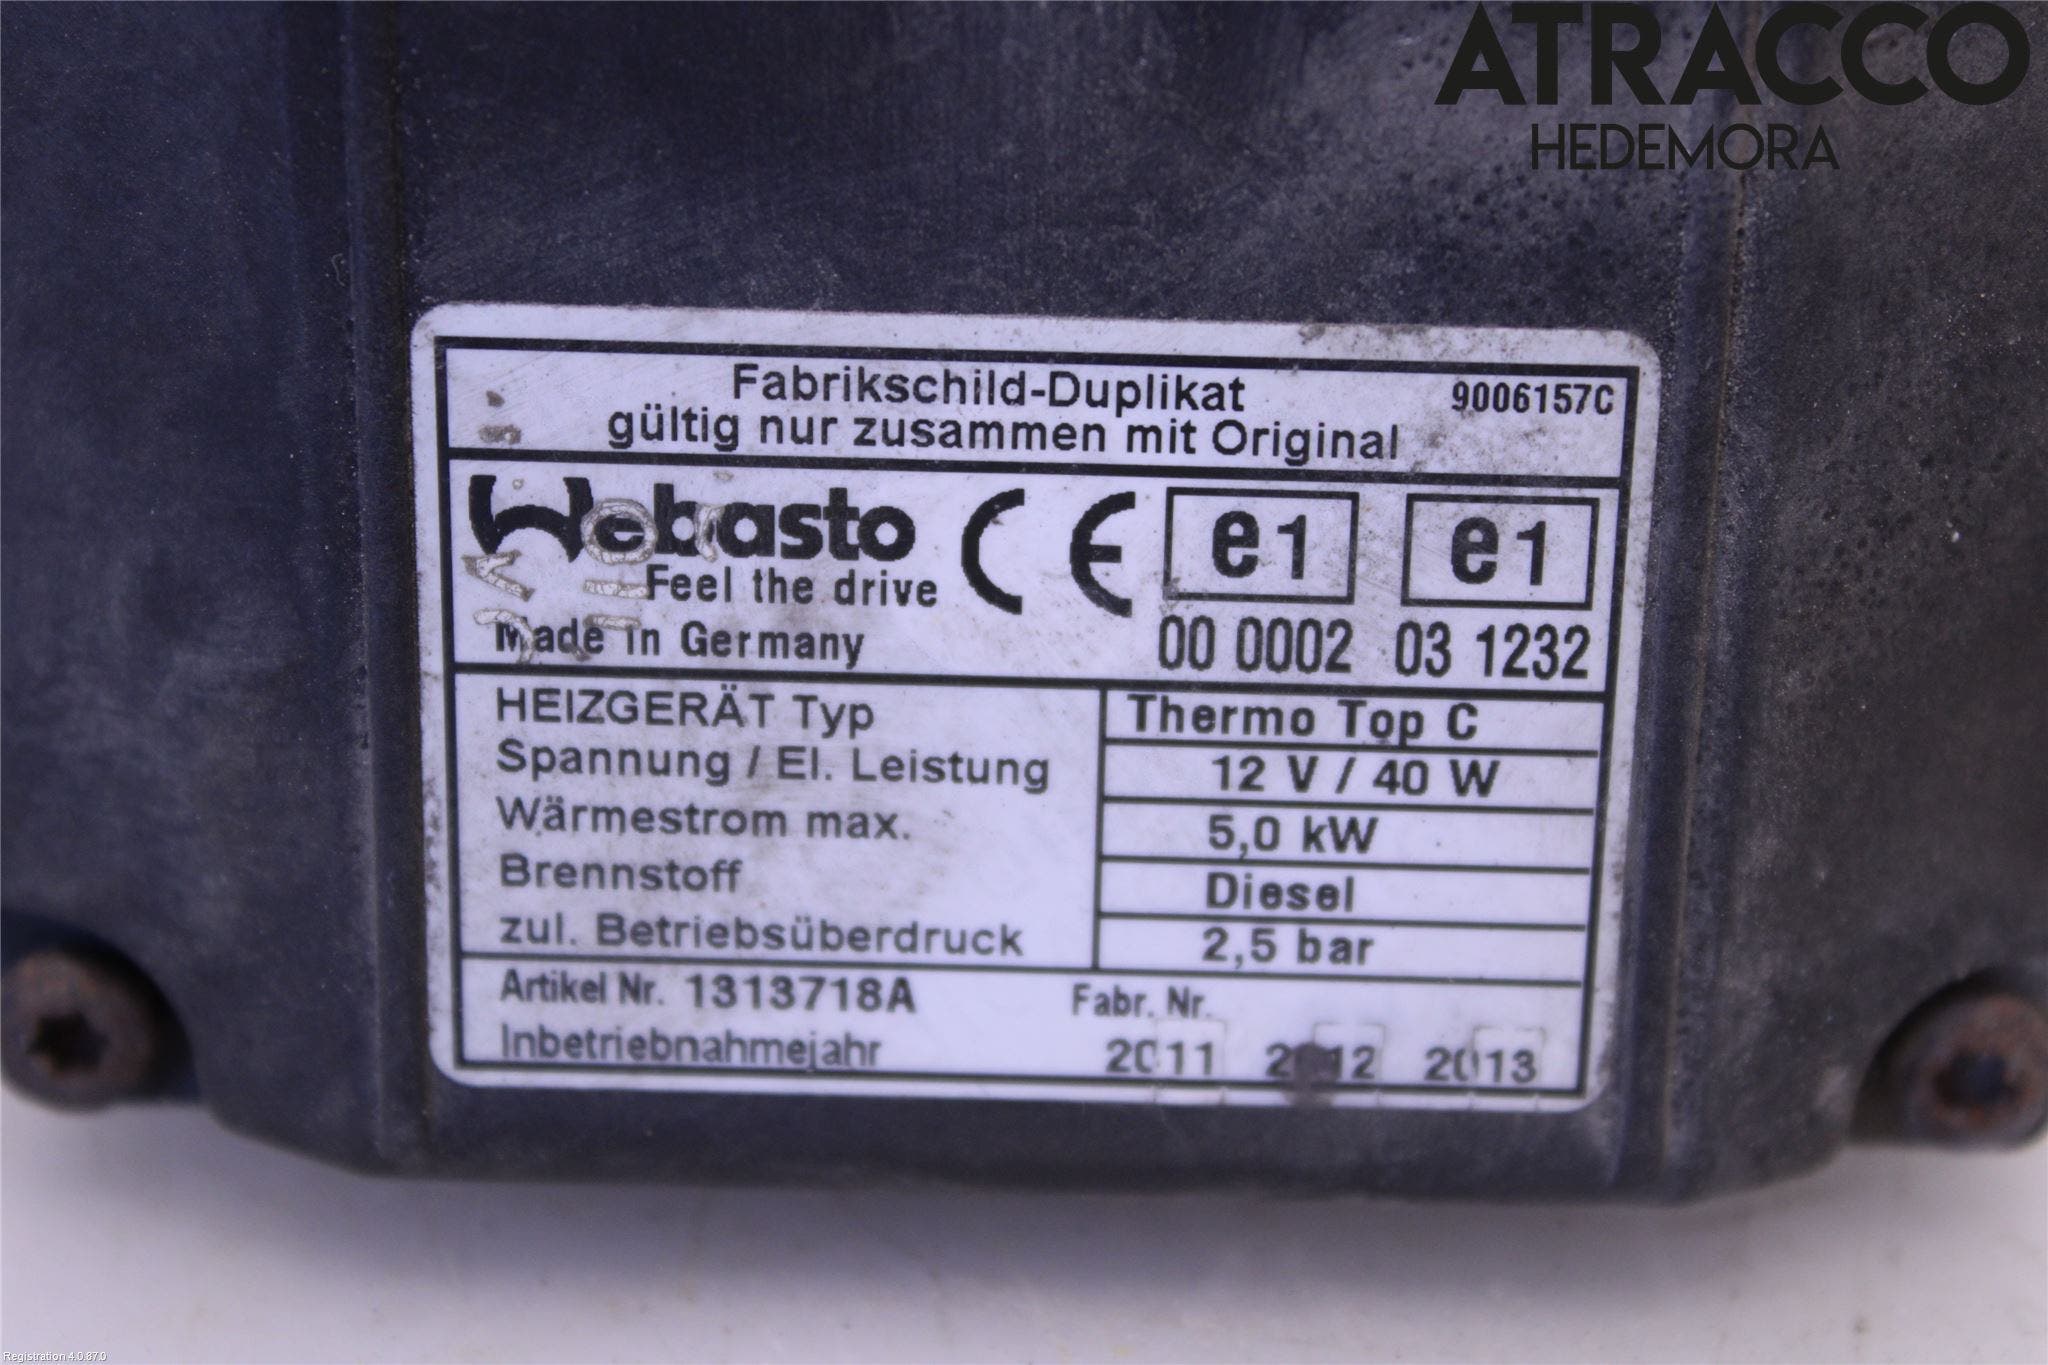 ATRACCO
HEDEMORA
Fabrikschild-Duplikat 9006157C
gültig nur zusammen mit Original
Webasto CE e1 e1
Feel the drive
Made in Germany 00 0002 03 1232
HEIZGERÄT Typ Thermo Top C
Spannung / El. Leistung 12 V / 40 W
Wärmestrom max. 5,0 kW
Brennstoff Diesel
zul. Betriebsüberdruck 2,5 bar
Artikel Nr. 1313718A Fabr. Nr.
Inbetriebnahmejahr 2011 2012 2013
Registration 4.0.87.0